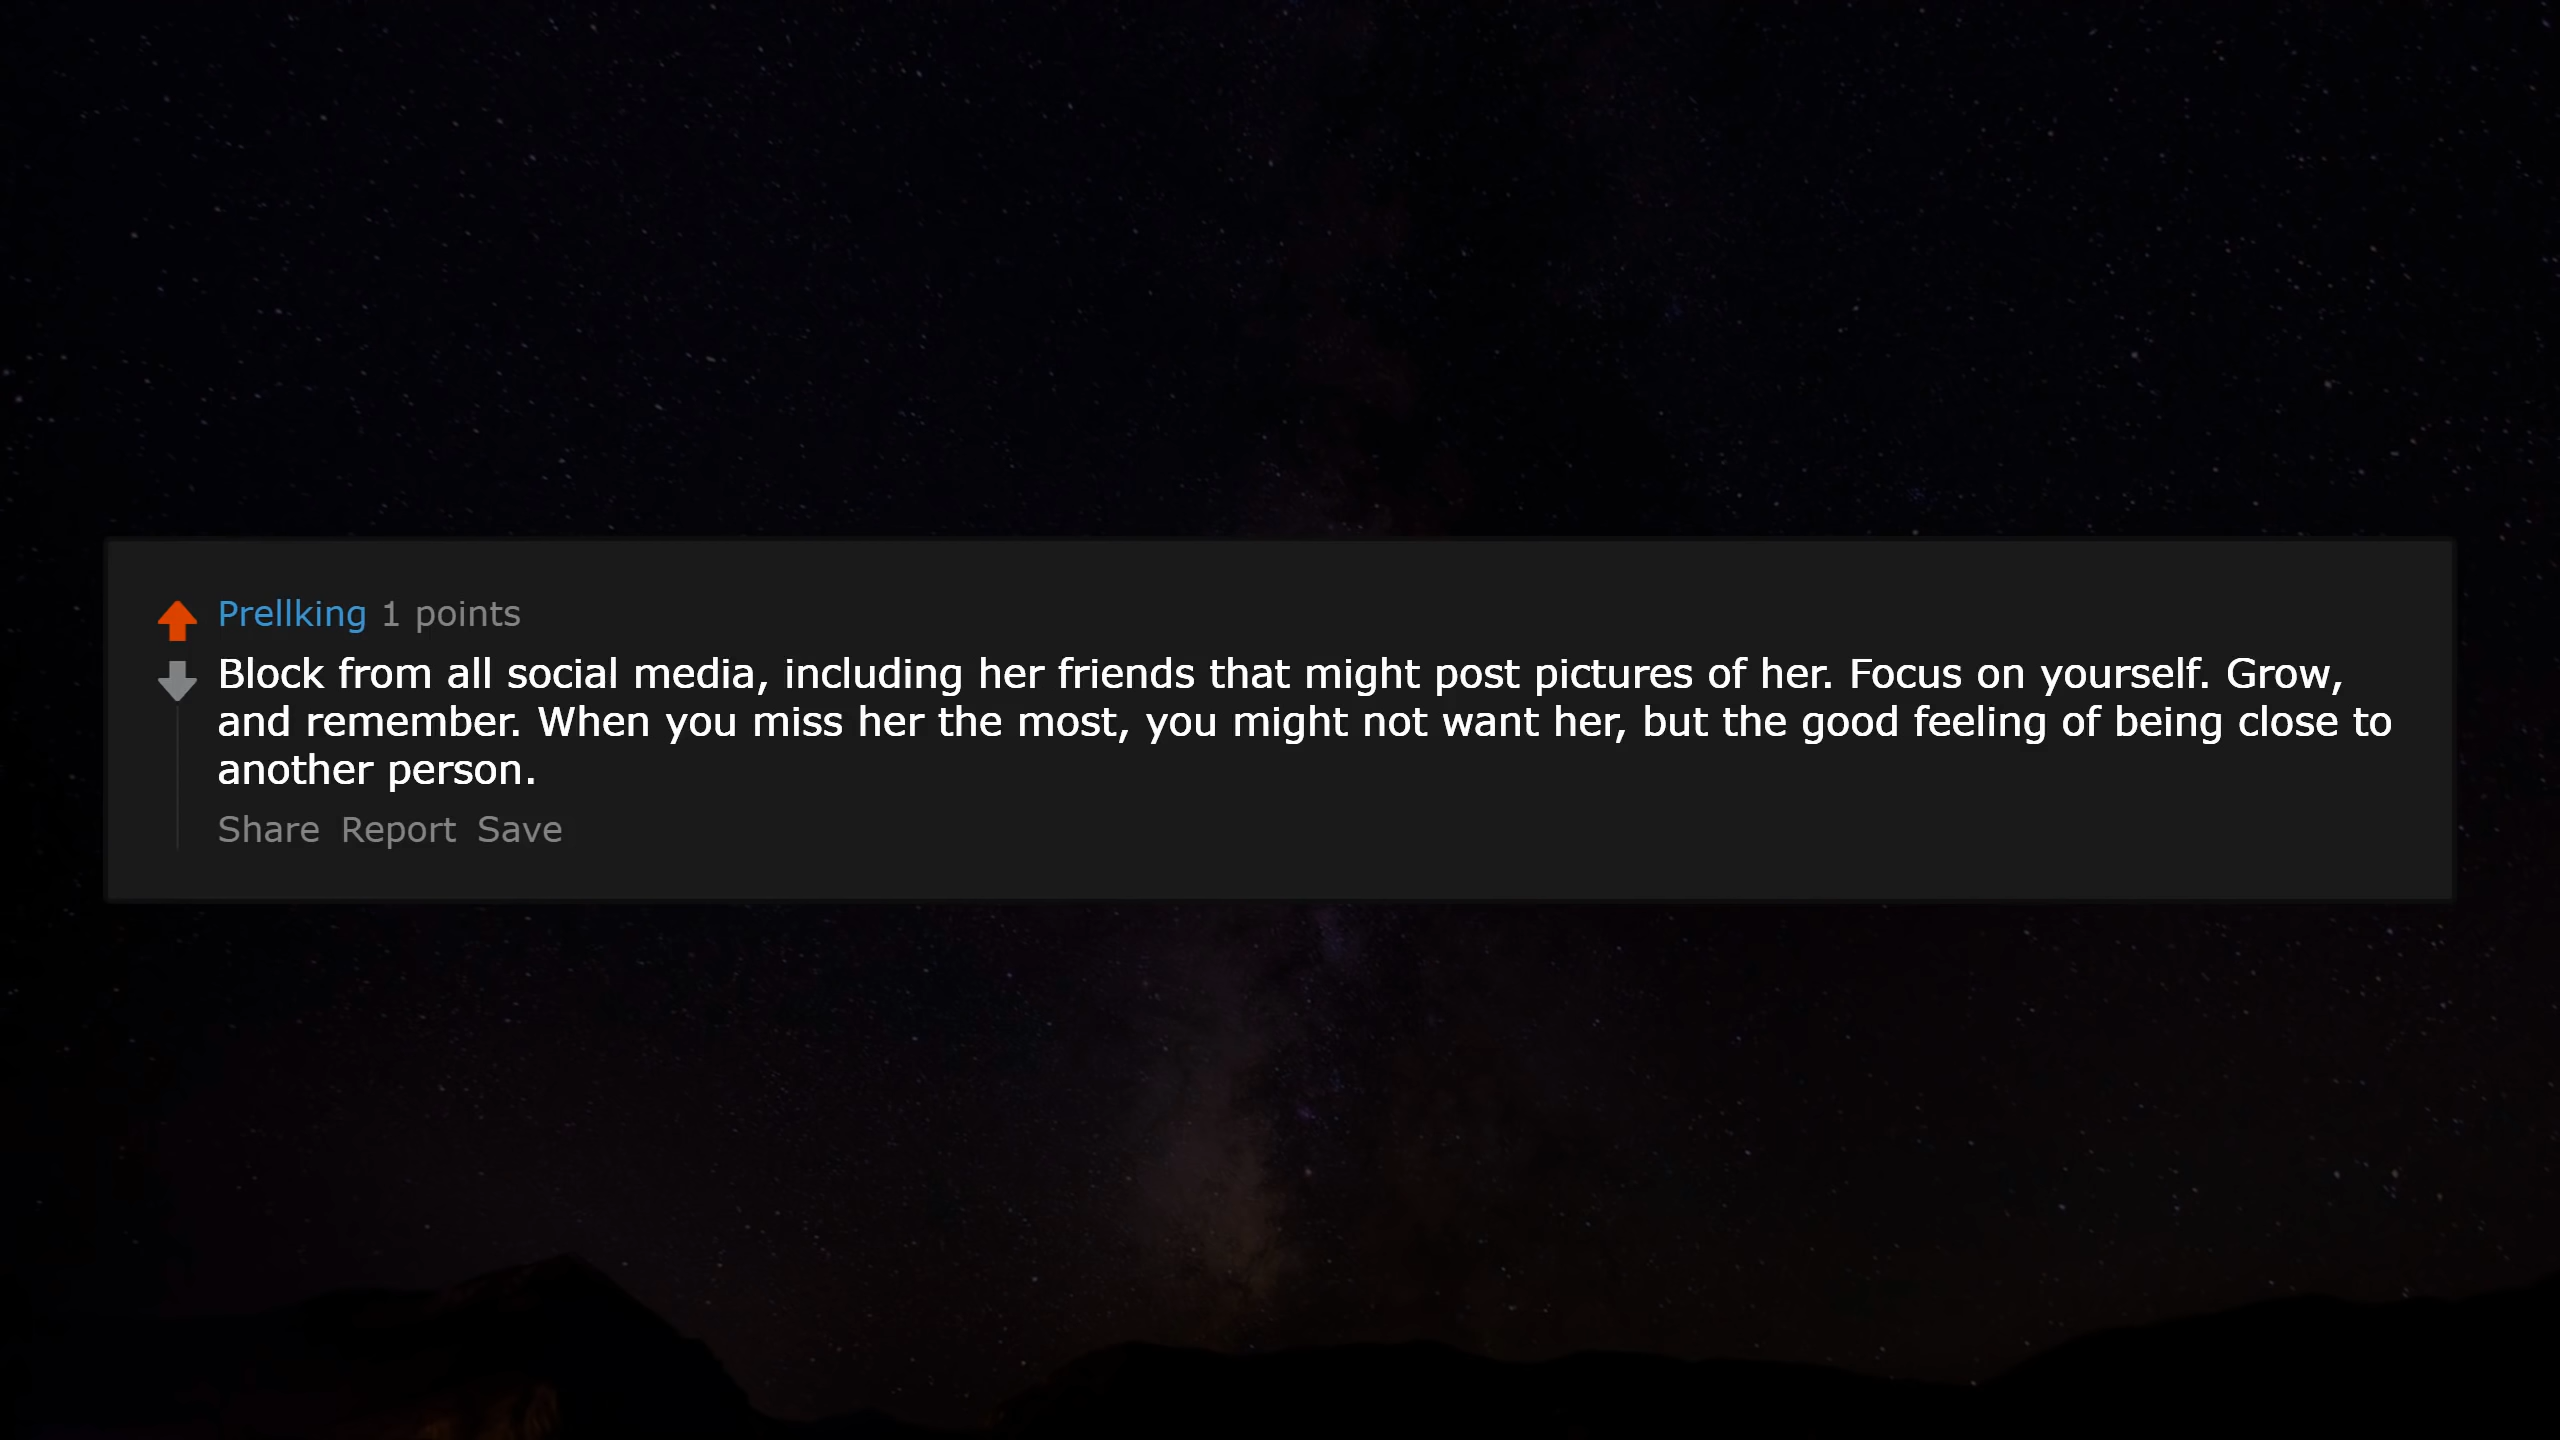 Prellking 1 points
Block from all social media, including her friends that might post pictures of her. Focus on yourself. Grow,
and remember. When you miss her the most, you might not want her, but the good feeling of being close to
another person.
Share Report Save